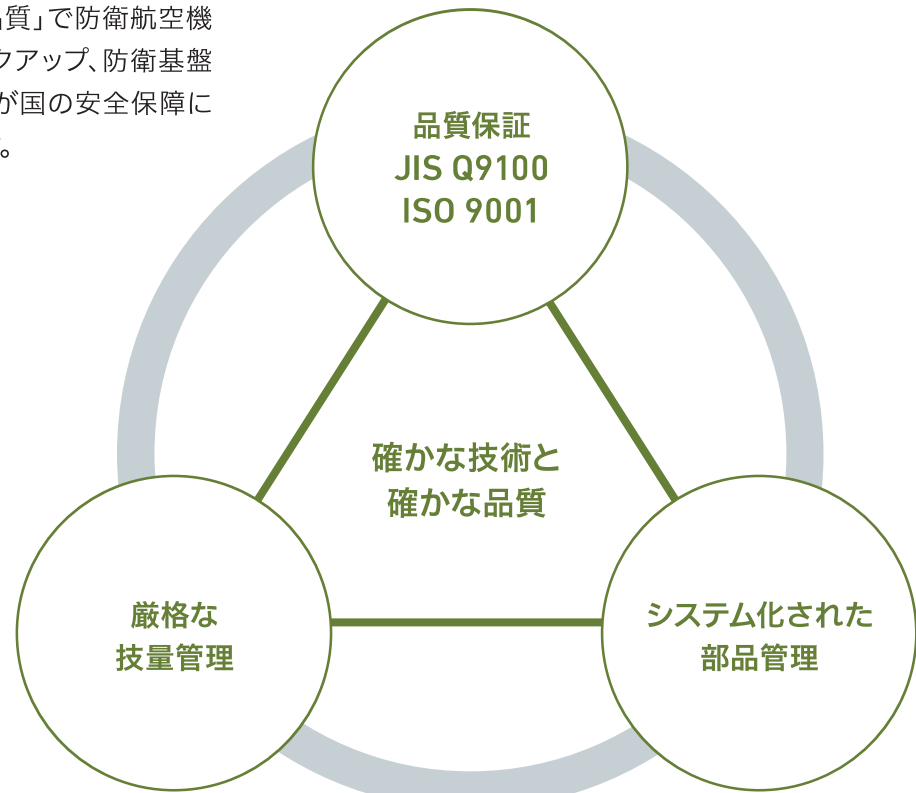 質」で防衛航空機
クアップ、防衛基盤
が国の安全保障に
。
品質保証
JIS Q9100
ISO 9001
確かな技術と
確かな品質
厳格な
技量管理
システム化された
部品管理